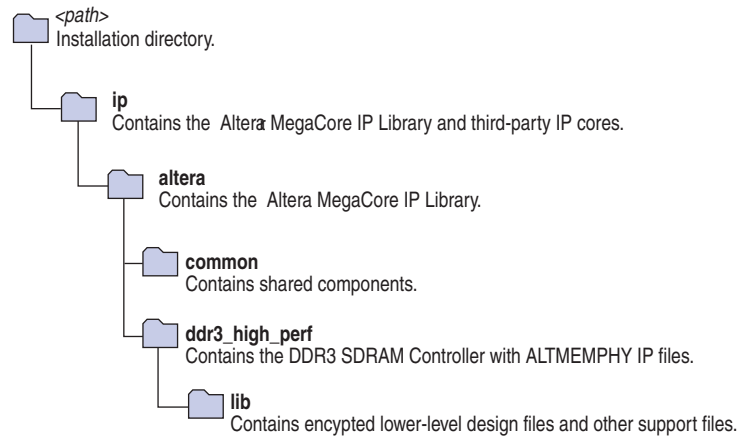 <path>
Installation directory.
ip
Contains the Altera MegaCore IP Library and third-party IP cores.
altera
Contains the Altera MegaCore IP Library.
common
Contains shared components.
ddr3_high_perf
Contains the DDR3 SDRAM Controller with ALTMEMPHY IP files.
lib
Contains encypted lower-level design files and other support files.